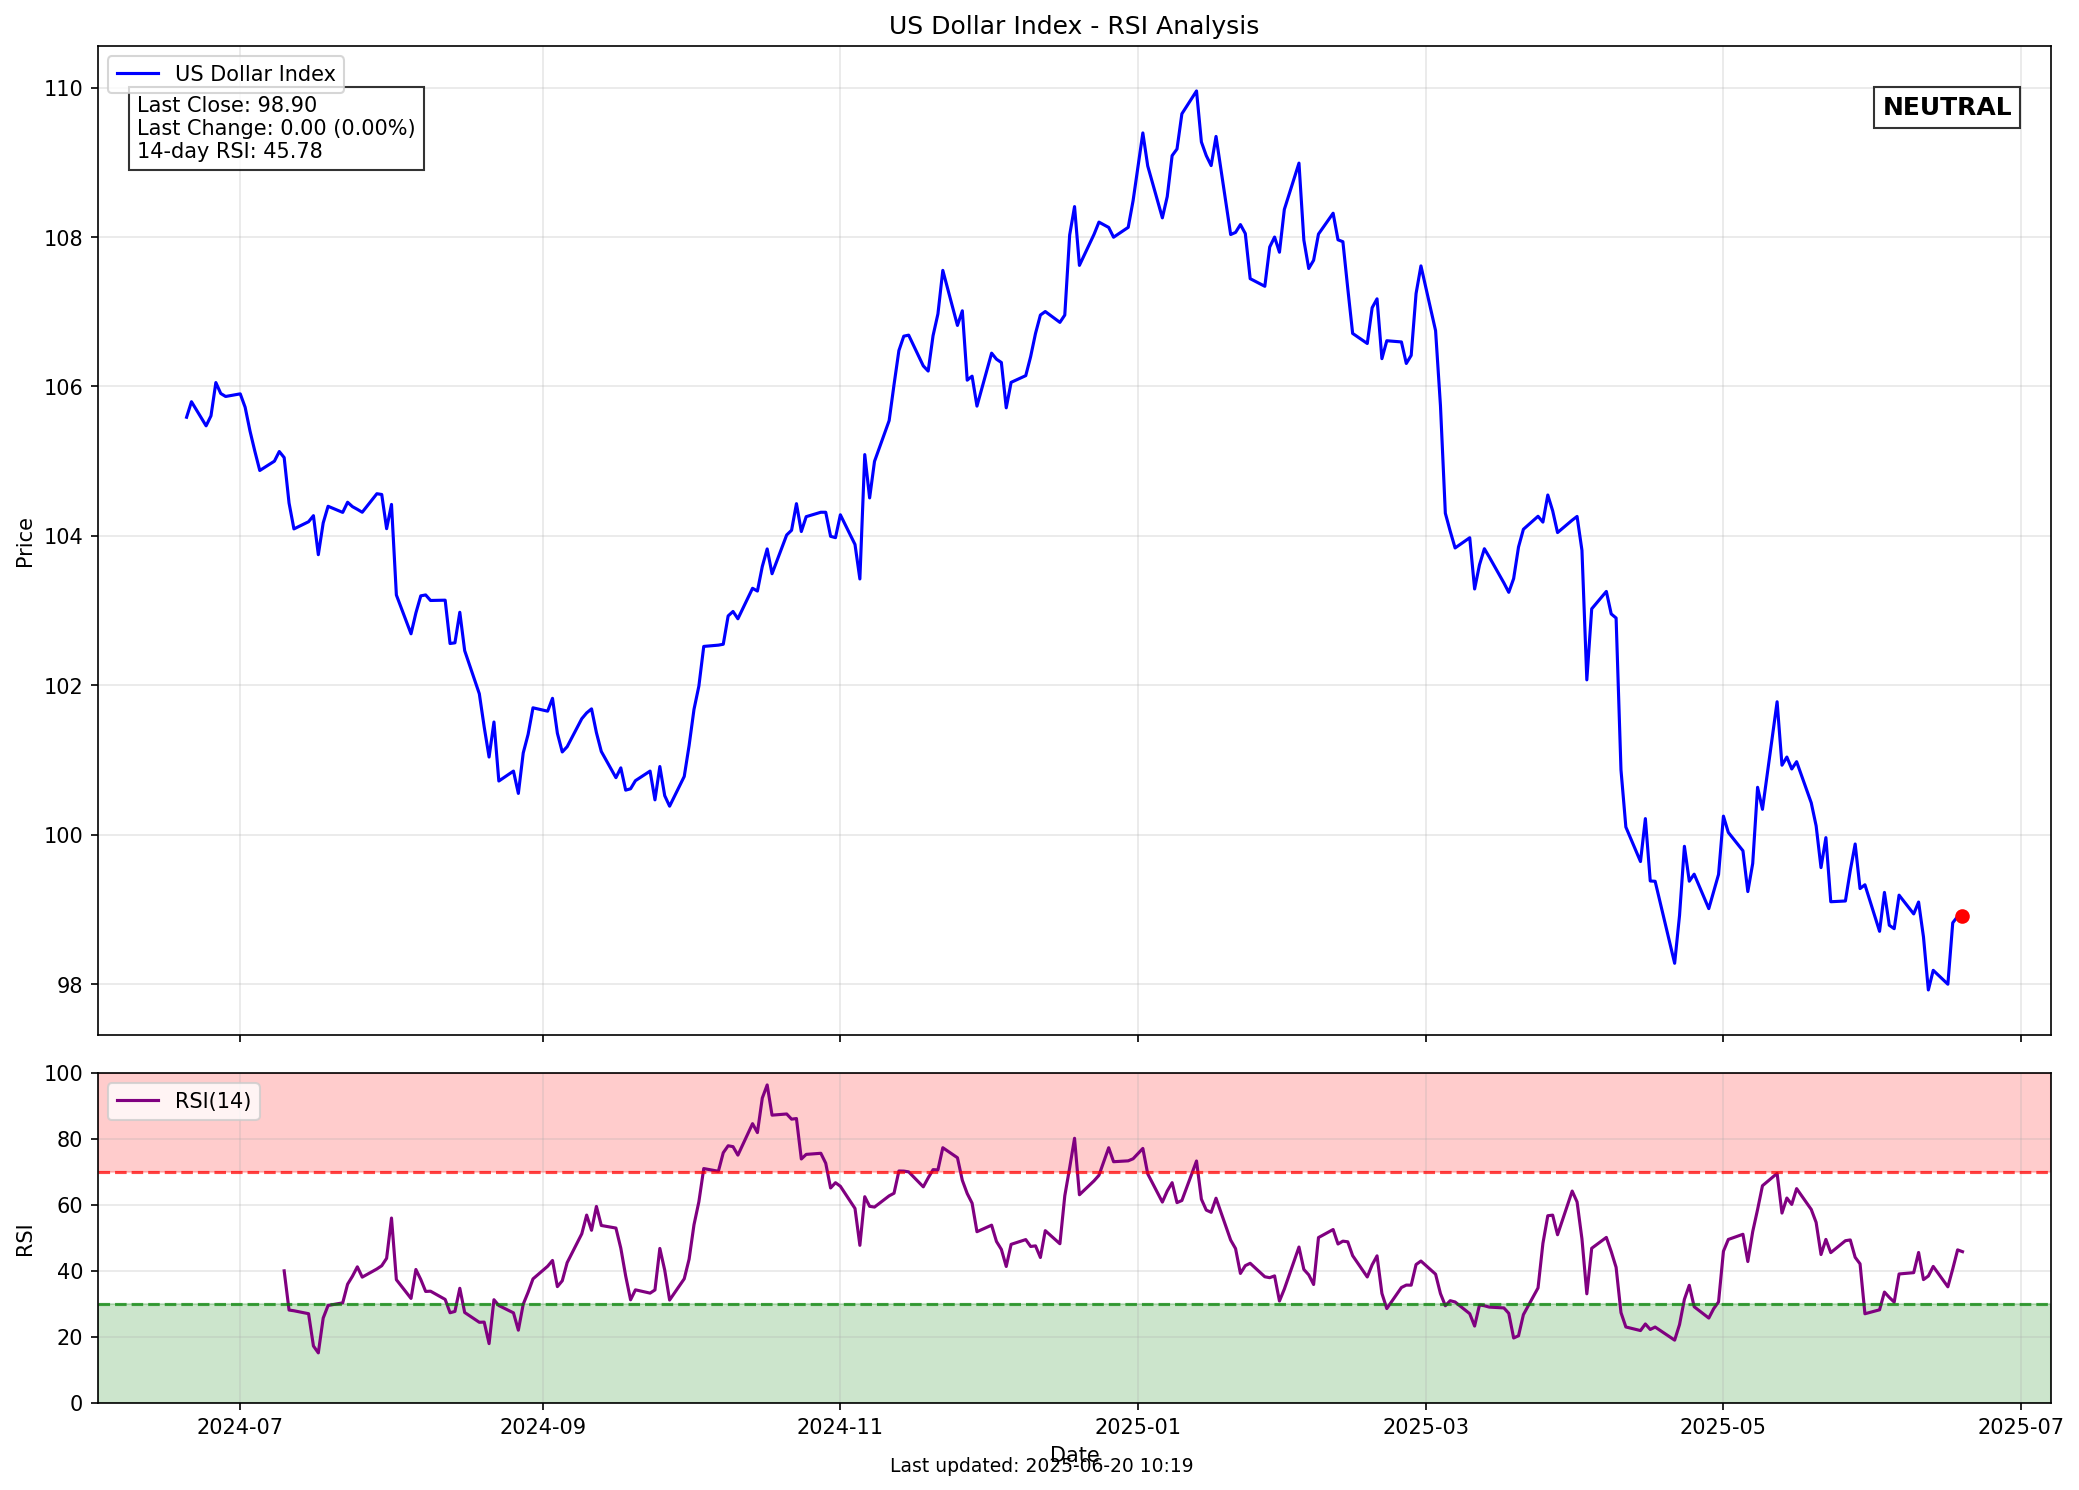 US Dollar Index - RSI Analysis
US Dollar Index
Last Close: 98.90
Last Change: 0.00 (0.00%)
14-day RSI: 45.78
NEUTRAL
Price
110
108
106
104
102
100
98
RSI(14)
RSI
100
80
60
40
20
0
2024-07 2024-09 2024-11 2025-01 2025-03 2025-05 2025-07
Date
Last updated: 2025-06-20 10:19